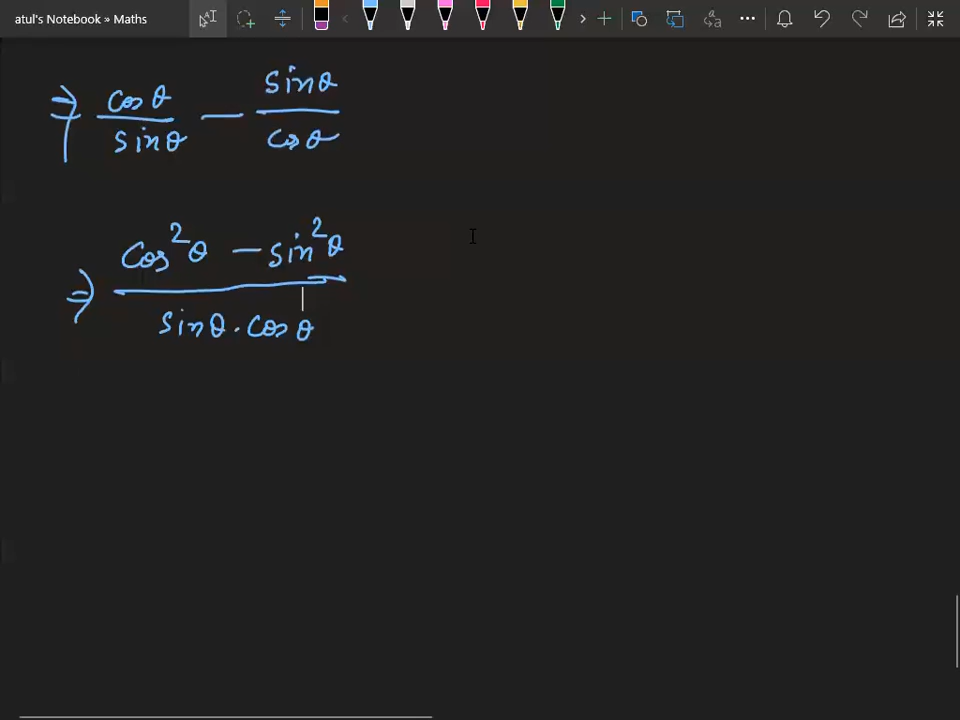 atul's Notebook » Maths
⇒ cosθ/sinθ − sinθ/cosθ
⇒ cos²θ − sin²θ / sinθ · cosθ